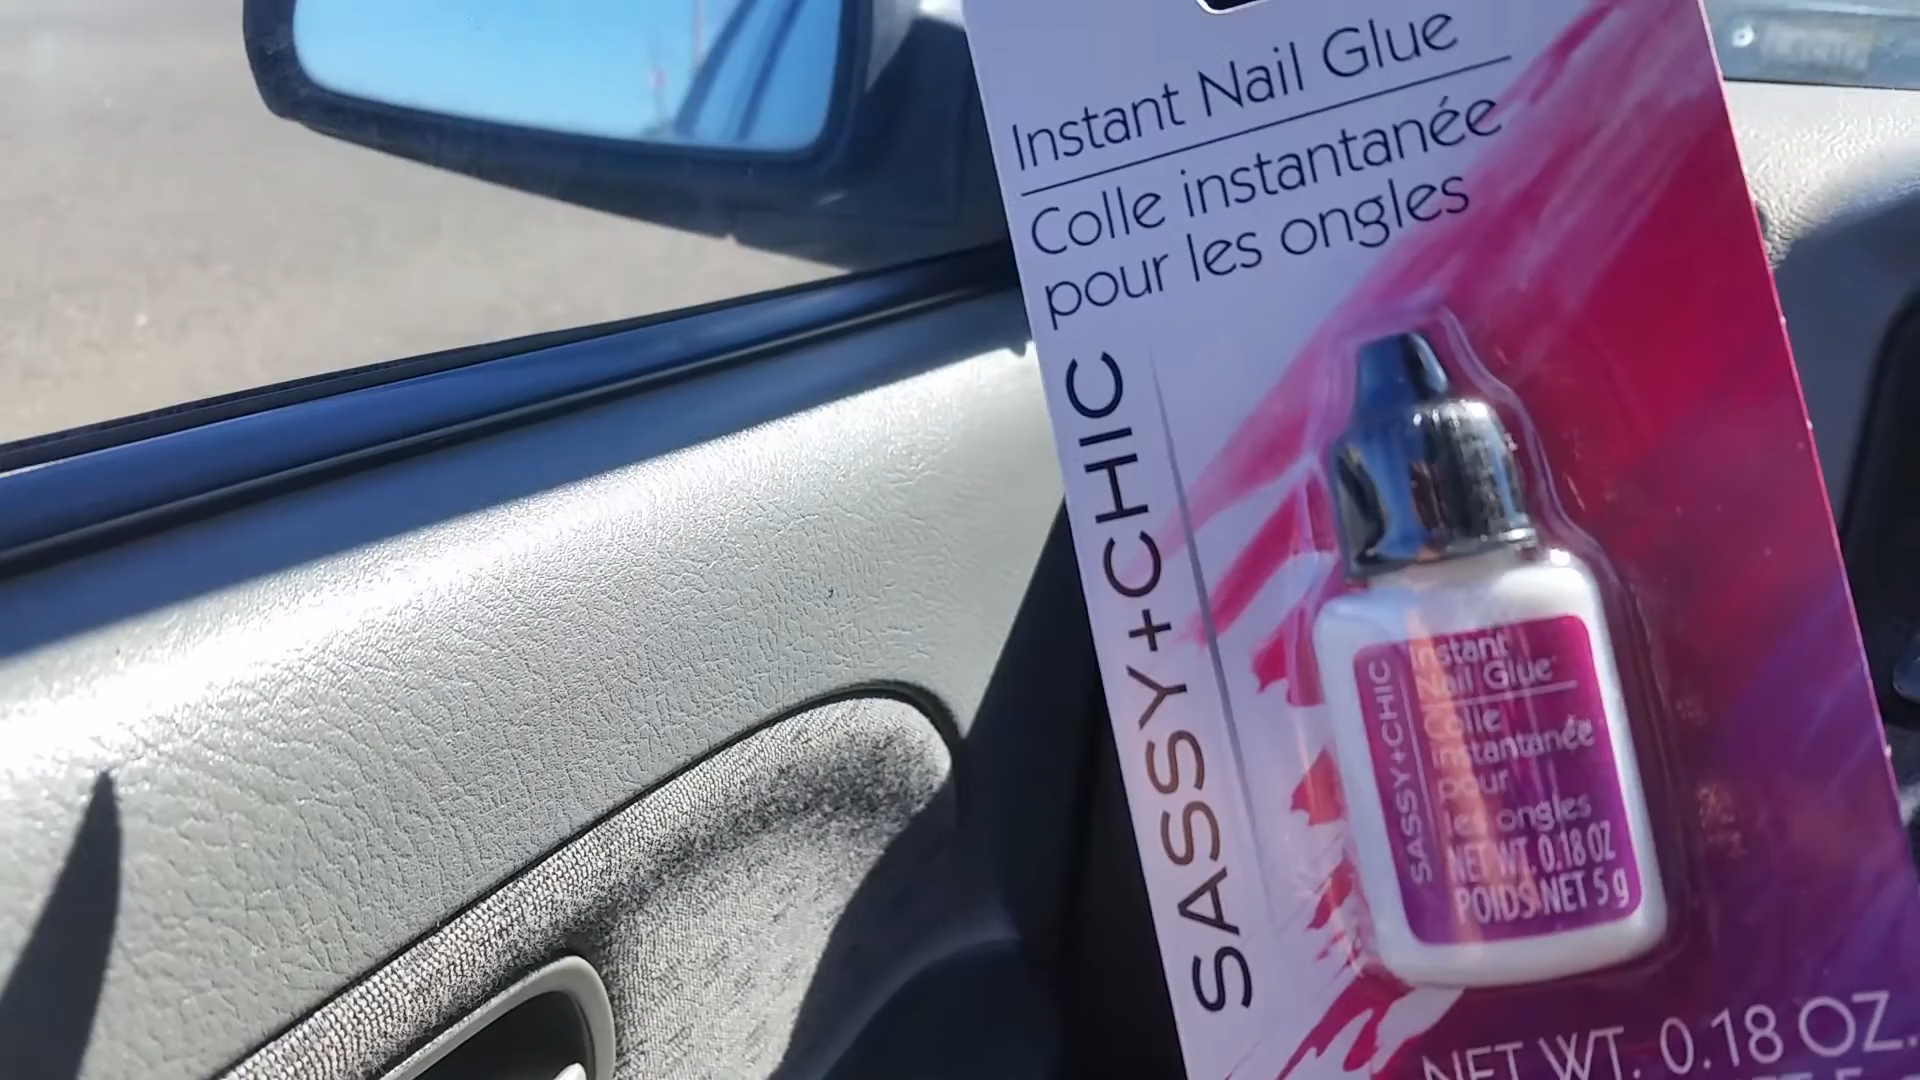 Instant Nail Glue
Colle instantanée
pour les ongles
SASSY+CHIC
SASSY+CHIC
Instant
Nail Glue
Colle
instantanée
pour
les ongles
NET WT. 0.18 OZ
POIDS NET 5 g
NET WT. 0.18 OZ.